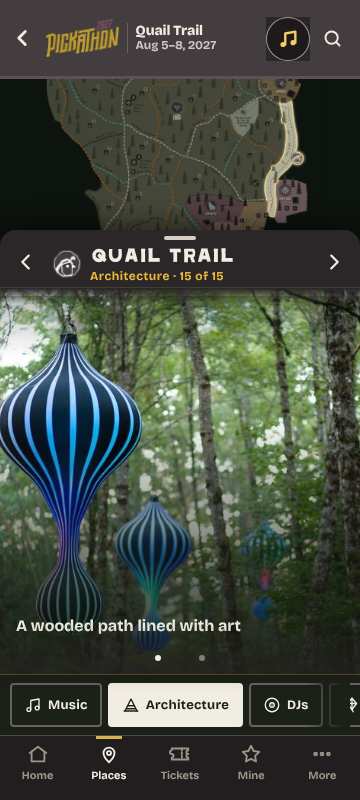 PICKATHON
2027
Quail Trail
Aug 5–8, 2027
QUAIL TRAIL
Architecture · 15 of 15
A wooded path lined with art
Music
Architecture
DJs
Home
Places
Tickets
Mine
More